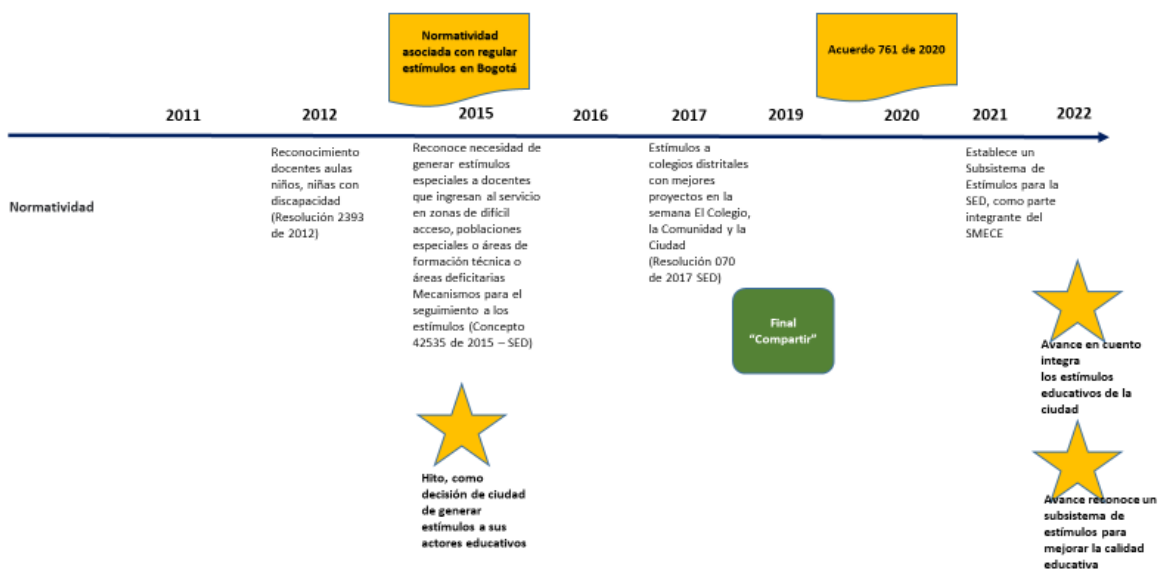 Normatividad
asociada con regular
estímulos en Bogotá
Acuerdo 761 de 2020
2011
2012
2015
2016
2017
2019
2020
2021
2022
Normatividad
Reconocimiento
docentes aulas
niños, niñas con
discapacidad
(Resolución 2393
de 2012)
Reconoce necesidad de
generar estímulos
especiales a docentes
que ingresan al servicio
en zonas de difícil
acceso, poblaciones
especiales o áreas de
formación técnica o
áreas deficitarias
Mecanismos para el
seguimiento a los
estímulos (Concepto
42535 de 2015 – SED)
Estímulos a
colegios distritales
con mejores
proyectos en la
semana El Colegio,
la Comunidad y la
Ciudad
(Resolución 070
de 2017 SED)
Establece un
Subsistema de
Estímulos para la
SED, como parte
integrante del
SMECE
Final
“Compartir”
Avance en cuento
integra
los estímulos
educativos de la
ciudad
Hito, como
decisión de ciudad
de generar
estímulos a sus
actores educativos
Avance reconoce un
subsistema de
estímulos para
mejorar la calidad
educativa